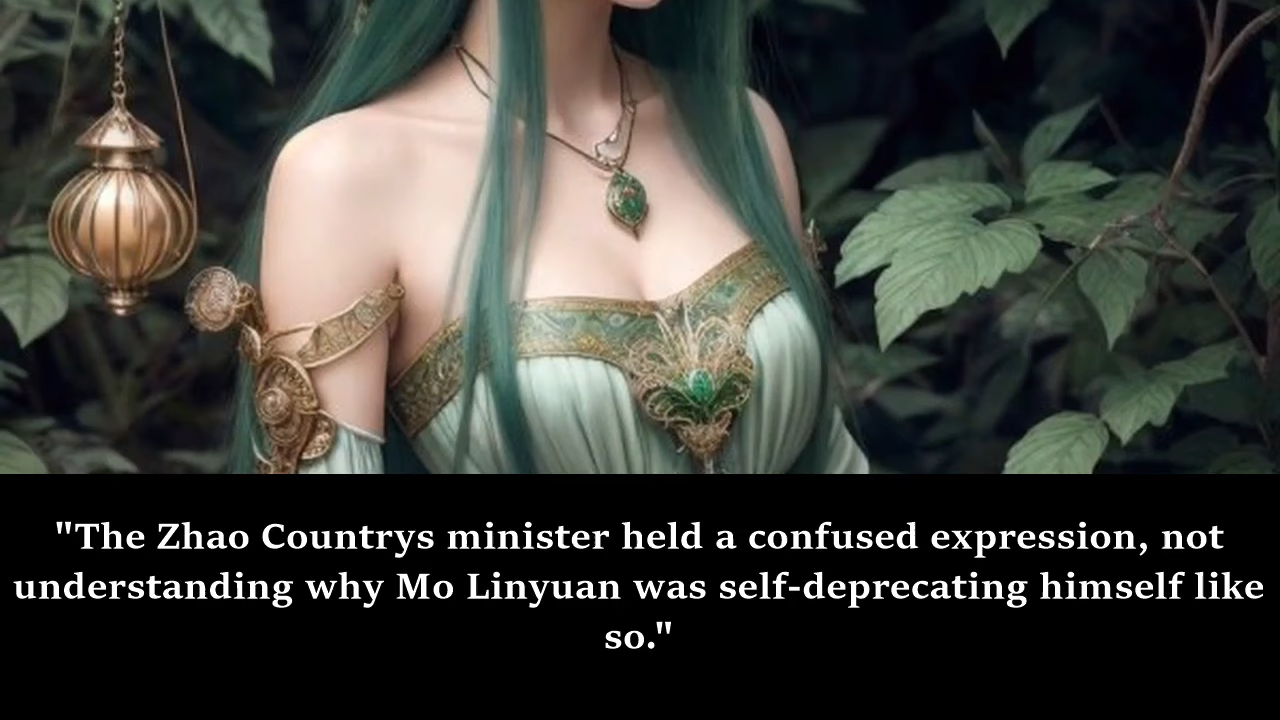 "The Zhao Countrys minister held a confused expression, not
understanding why Mo Linyuan was self-deprecating himself like
so."